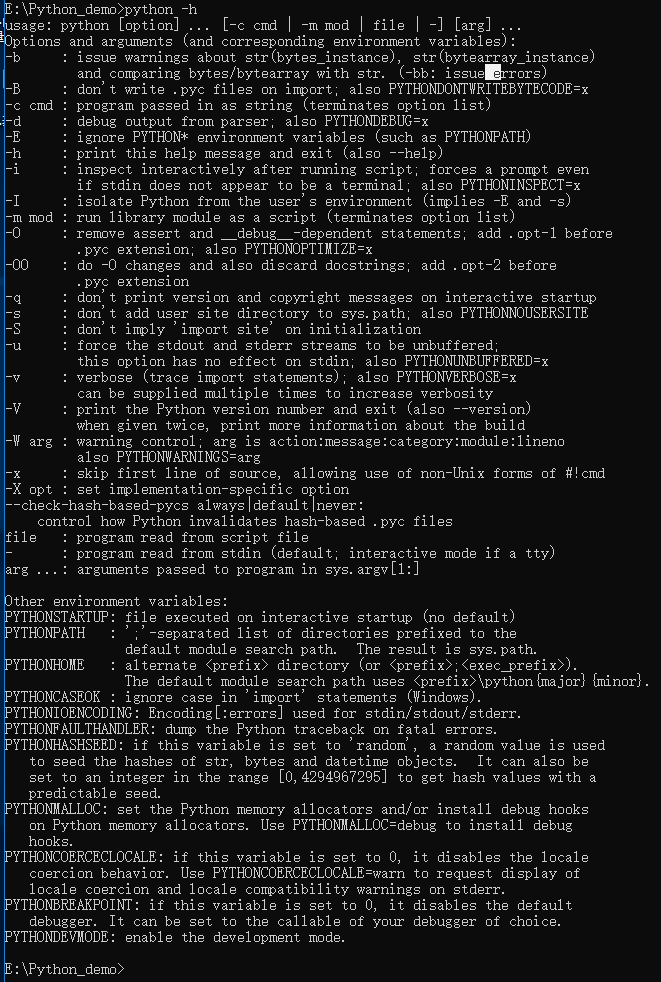 E:\Python_demo>python -h
usage: python [option] ... [-c cmd | -m mod | file | -] [arg] ...
Options and arguments (and corresponding environment variables):
-b     : issue warnings about str(bytes_instance), str(bytearray_instance)
         and comparing bytes/bytearray with str. (-bb: issue errors)
-B     : don't write .pyc files on import; also PYTHONDONTWRITEBYTECODE=x
-c cmd : program passed in as string (terminates option list)
-d     : debug output from parser; also PYTHONDEBUG=x
-E     : ignore PYTHON* environment variables (such as PYTHONPATH)
-h     : print this help message and exit (also --help)
-i     : inspect interactively after running script; forces a prompt even
         if stdin does not appear to be a terminal; also PYTHONINSPECT=x
-I     : isolate Python from the user's environment (implies -E and -s)
-m mod : run library module as a script (terminates option list)
-O     : remove assert and __debug__-dependent statements; add .opt-1 before
         .pyc extension; also PYTHONOPTIMIZE=x
-OO    : do -O changes and also discard docstrings; add .opt-2 before
         .pyc extension
-q     : don't print version and copyright messages on interactive startup
-s     : don't add user site directory to sys.path; also PYTHONNOUSERSITE
-S     : don't imply 'import site' on initialization
-u     : force the stdout and stderr streams to be unbuffered;
         this option has no effect on stdin; also PYTHONUNBUFFERED=x
-v     : verbose (trace import statements); also PYTHONVERBOSE=x
         can be supplied multiple times to increase verbosity
-V     : print the Python version number and exit (also --version)
         when given twice, print more information about the build
-W arg : warning control; arg is action:message:category:module:lineno
         also PYTHONWARNINGS=arg
-x     : skip first line of source, allowing use of non-Unix forms of #!cmd
-X opt : set implementation-specific option
--check-hash-based-pycs always|default|never:
    control how Python invalidates hash-based .pyc files
file   : program read from script file
-      : program read from stdin (default; interactive mode if a tty)
arg ...: arguments passed to program in sys.argv[1:]

Other environment variables:
PYTHONSTARTUP: file executed on interactive startup (no default)
PYTHONPATH   : ';'-separated list of directories prefixed to the
               default module search path.  The result is sys.path.
PYTHONHOME   : alternate <prefix> directory (or <prefix>;<exec_prefix>).
               The default module search path uses <prefix>\python{major}{minor}.
PYTHONCASEOK : ignore case in 'import' statements (Windows).
PYTHONIOENCODING: Encoding[:errors] used for stdin/stdout/stderr.
PYTHONFAULTHANDLER: dump the Python traceback on fatal errors.
PYTHONHASHSEED: if this variable is set to 'random', a random value is used
   to seed the hashes of str, bytes and datetime objects.  It can also be
   set to an integer in the range [0,4294967295] to get hash values with a
   predictable seed.
PYTHONMALLOC: set the Python memory allocators and/or install debug hooks
   on Python memory allocators. Use PYTHONMALLOC=debug to install debug
   hooks.
PYTHONCOERCECLOCALE: if this variable is set to 0, it disables the locale
   coercion behavior. Use PYTHONCOERCECLOCALE=warn to request display of
   locale coercion and locale compatibility warnings on stderr.
PYTHONBREAKPOINT: if this variable is set to 0, it disables the default
   debugger. It can be set to the callable of your debugger of choice.
PYTHONDEVMODE: enable the development mode.

E:\Python_demo>